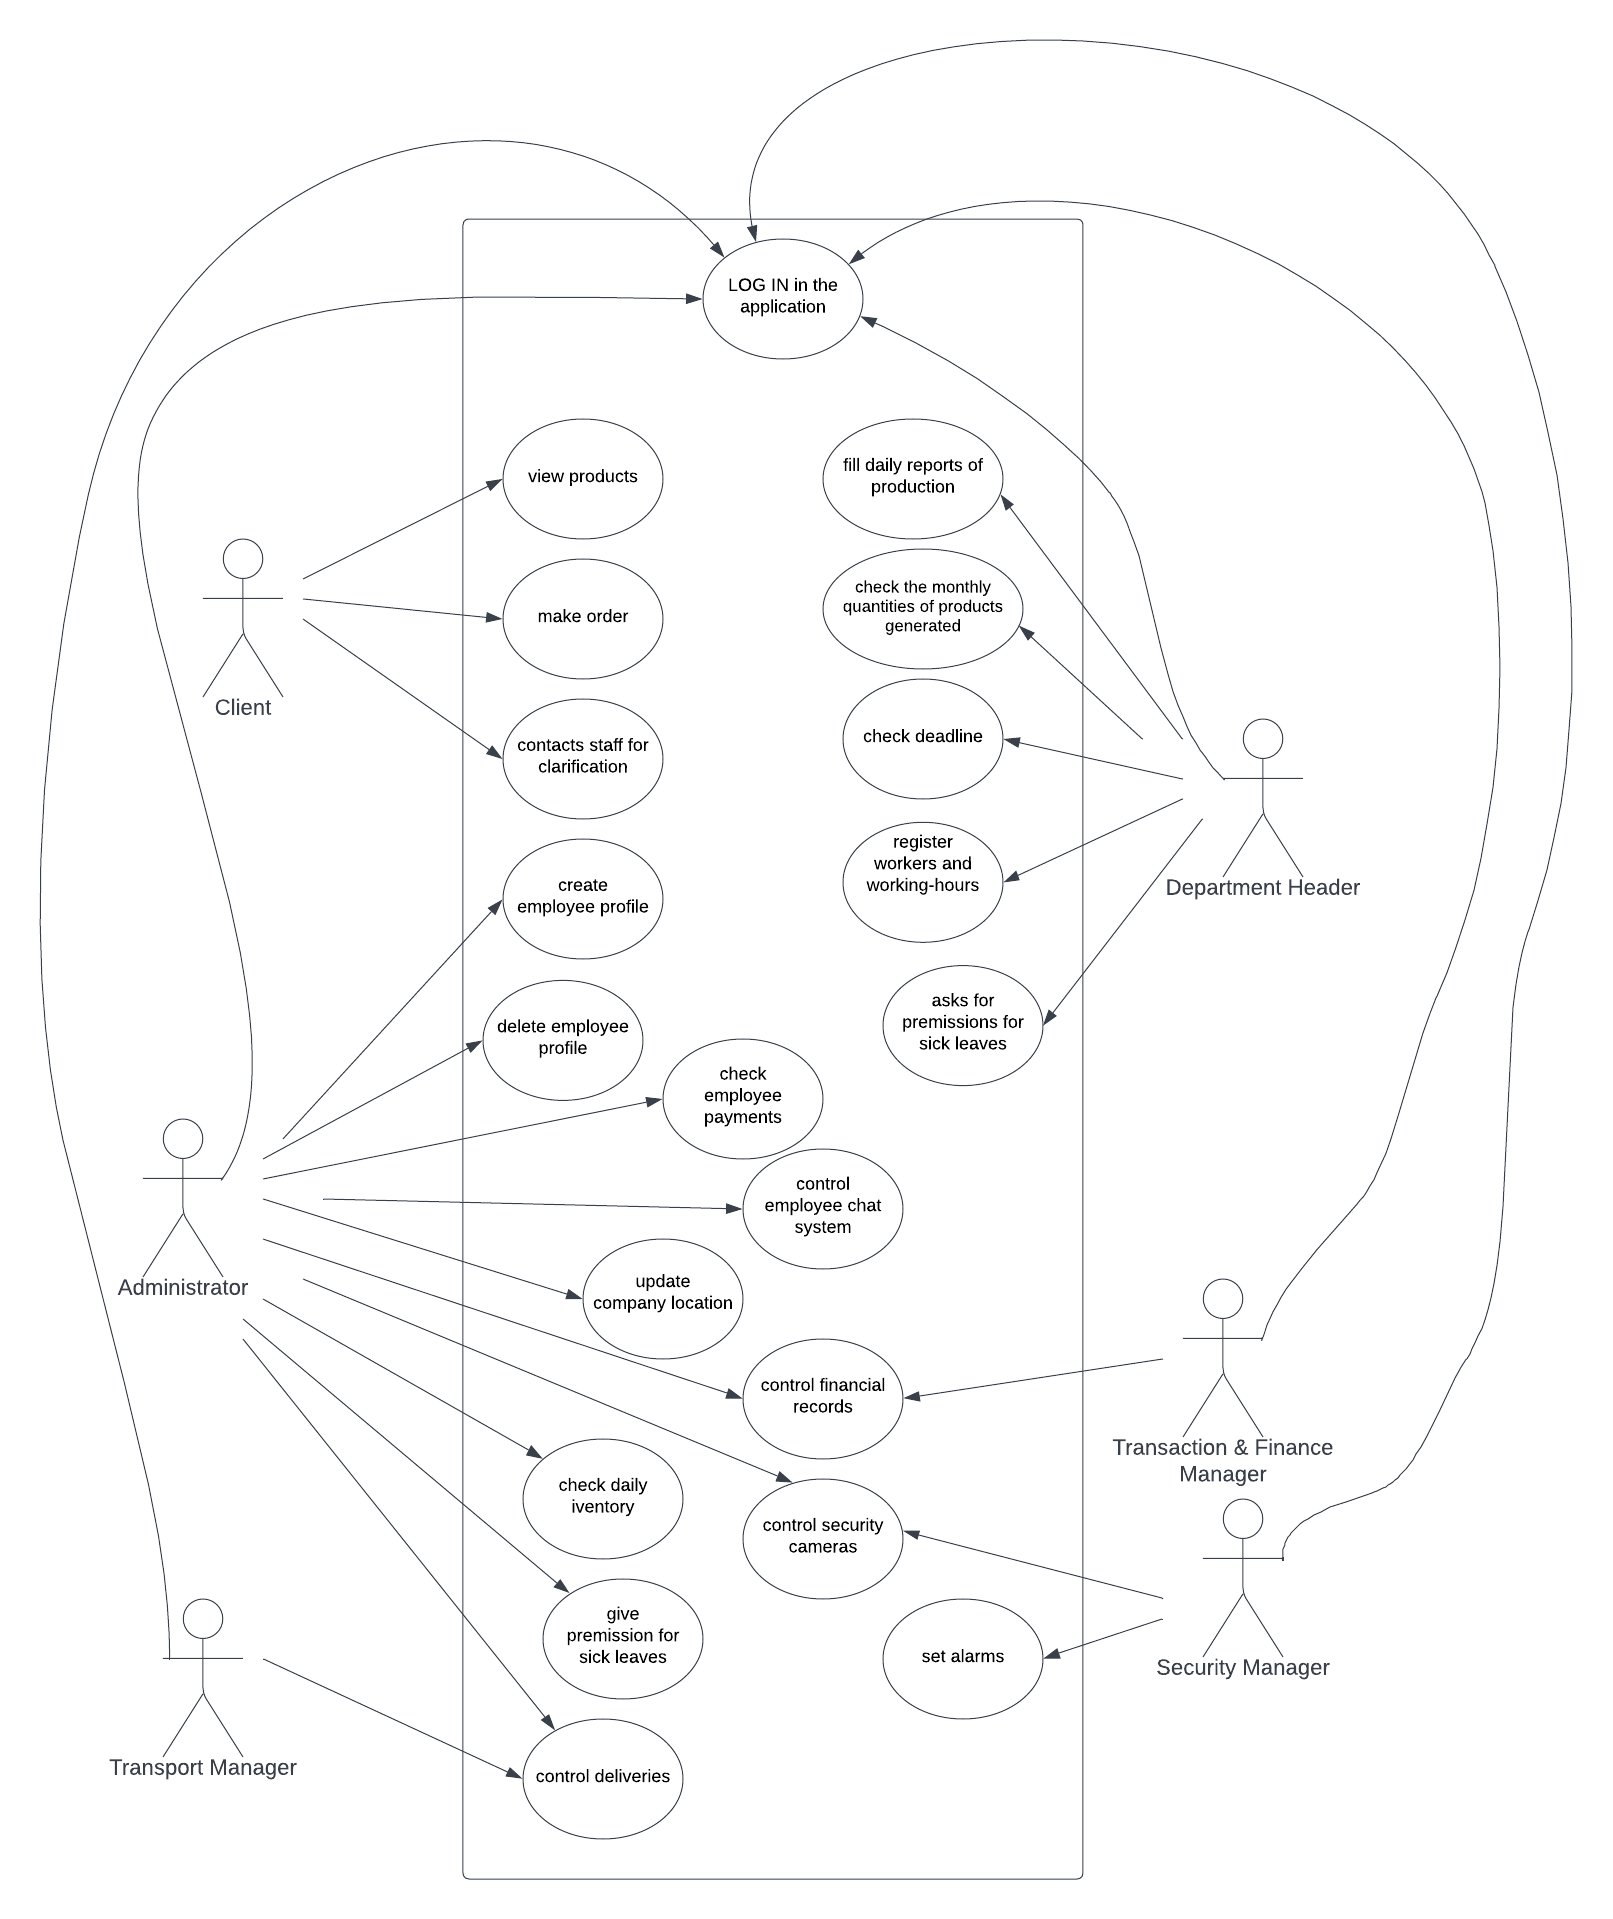 LOG IN in the
application
view products
fill daily reports of
production
make order
check the monthly
quantities of products
generated
Client
contacts staff for
clarification
check deadline
create
employee profile
register
workers and
working-hours
Department Header
delete employee
profile
asks for
premissions for
sick leaves
check
employee
payments
control
employee chat
system
Administrator
update
company location
control financial
records
Transaction & Finance
Manager
check daily
iventory
control security
cameras
give
premission for
sick leaves
set alarms
Security Manager
Transport Manager
control deliveries